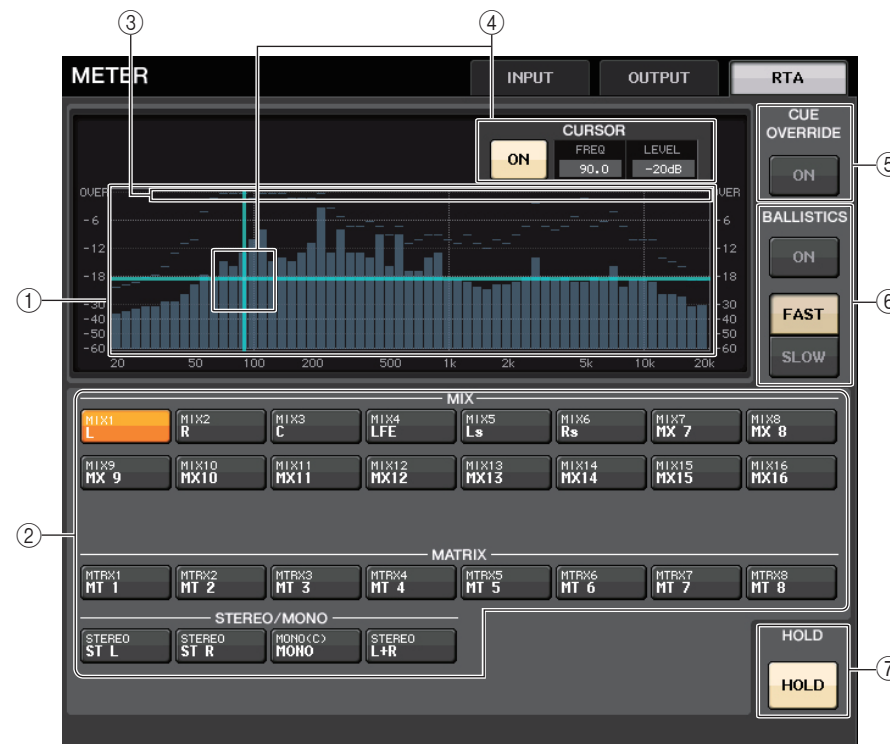 ③ ④
METER INPUT OUTPUT RTA
CURSOR
ON FREQ LEVEL
90.0 -20dB
CUE
OVERRIDE
ON
⑤
OVER OVER
-6 -6
-12 -12
-18 -18
-30 -30
-40 -40
-50 -50
-60 -60
20 50 100 200 500 1k 2k 5k 10k 20k
①
BALLISTICS
ON
FAST
SLOW
⑥
②
MIX
MIX1 MIX2 MIX3 MIX4 MIX5 MIX6 MIX7 MIX8
L R C LFE Ls Rs MX 7 MX 8
MIX9 MIX10 MIX11 MIX12 MIX13 MIX14 MIX15 MIX16
MX 9 MX10 MX11 MX12 MX13 MX14 MX15 MX16
MATRIX
MTRX1 MTRX2 MTRX3 MTRX4 MTRX5 MTRX6 MTRX7 MTRX8
MT 1 MT 2 MT 3 MT 4 MT 5 MT 6 MT 7 MT 8
STEREO/MONO
STEREO STEREO MONO(C) STEREO
ST L ST R MONO L+R
HOLD
HOLD
⑦